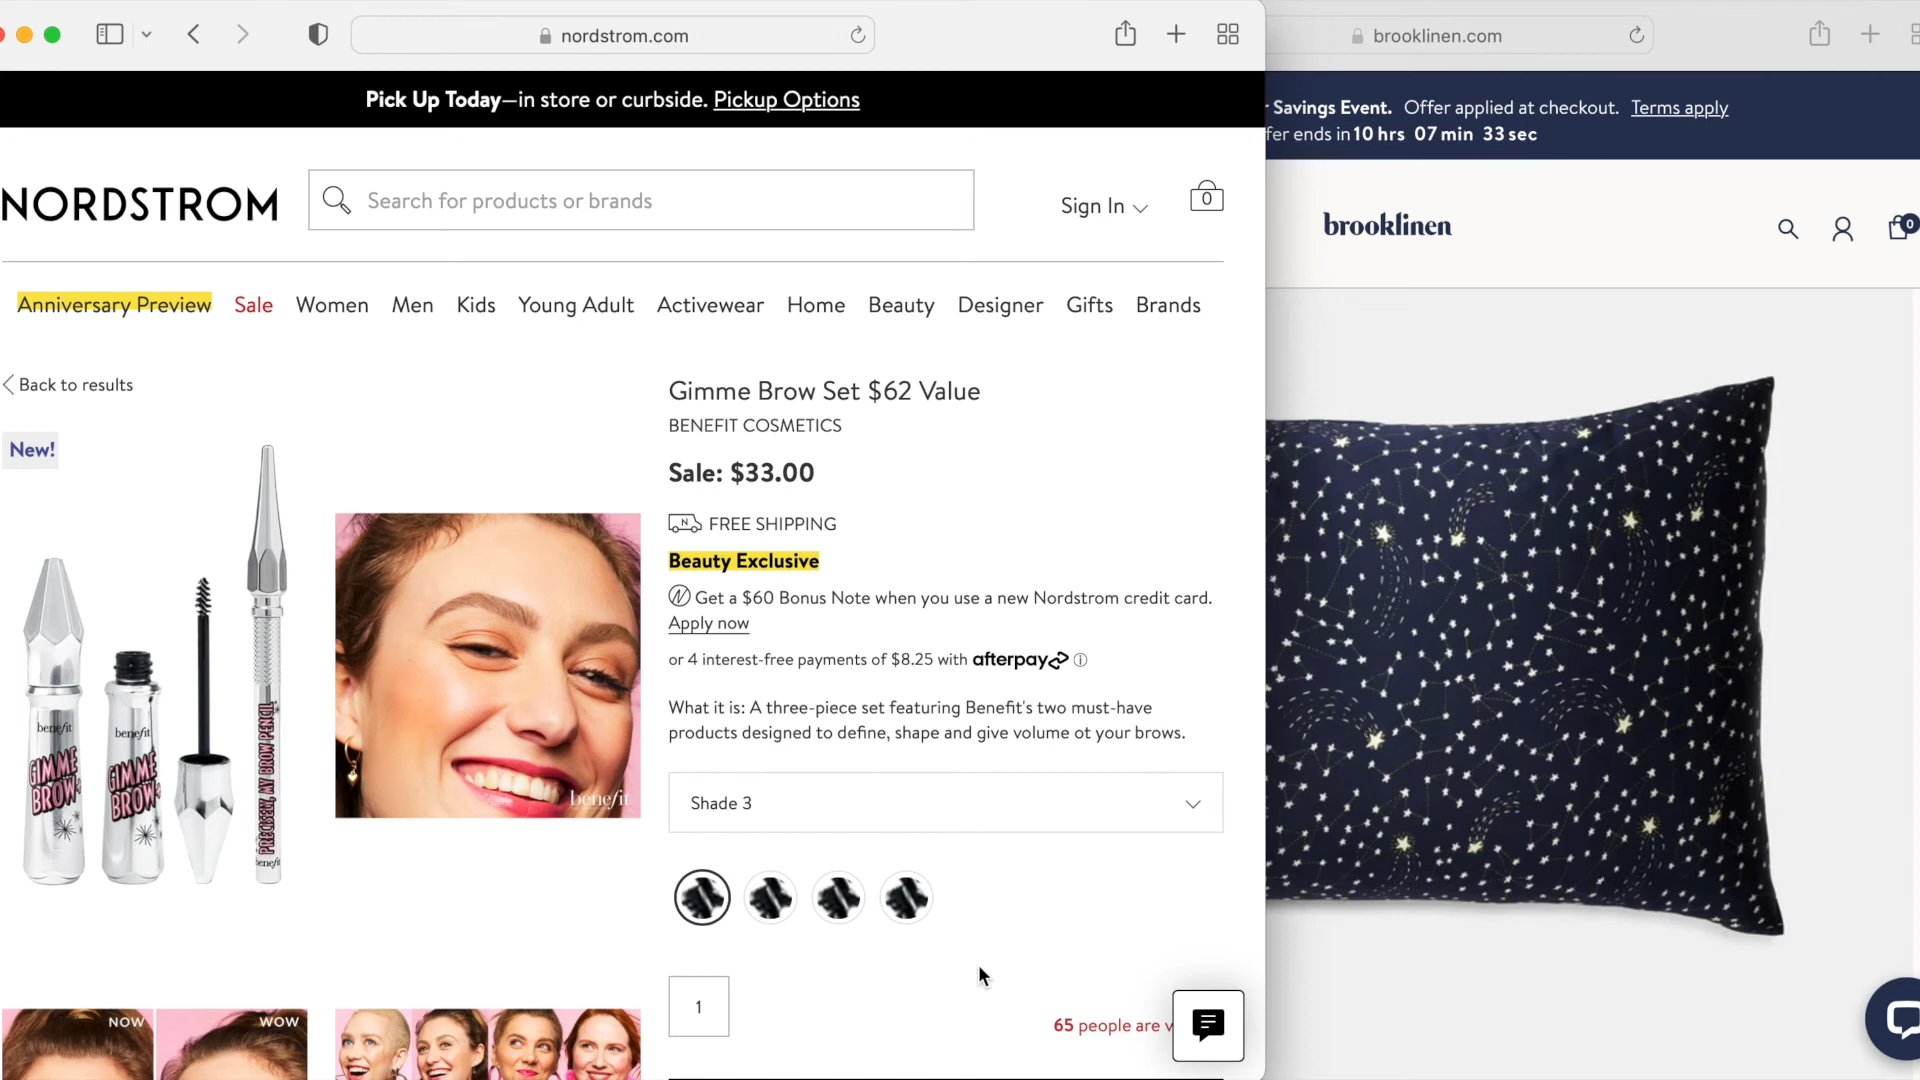 nordstrom.com
brooklinen.com
Pick Up Today—in store or curbside. Pickup Options
Savings Event. Offer applied at checkout. Terms apply
fer ends in 10 hrs 07 min 33 sec
NORDSTROM
Search for products or brands
Sign In
0
brooklinen
0
Anniversary Preview Sale Women Men Kids Young Adult Activewear Home Beauty Designer Gifts Brands
Back to results
New!
Gimme Brow Set $62 Value
BENEFIT COSMETICS
Sale: $33.00
FREE SHIPPING
Beauty Exclusive
Get a $60 Bonus Note when you use a new Nordstrom credit card.
Apply now
or 4 interest-free payments of $8.25 with afterpay
What it is: A three-piece set featuring Benefit's two must-have
products designed to define, shape and give volume ot your brows.
benefit
GIMME
BROW+
benefit
GIMME
BROW+
PRECISELY, MY BROW PENCIL
benefit
benefit
Shade 3
1
65 people are v
NOW
WOW